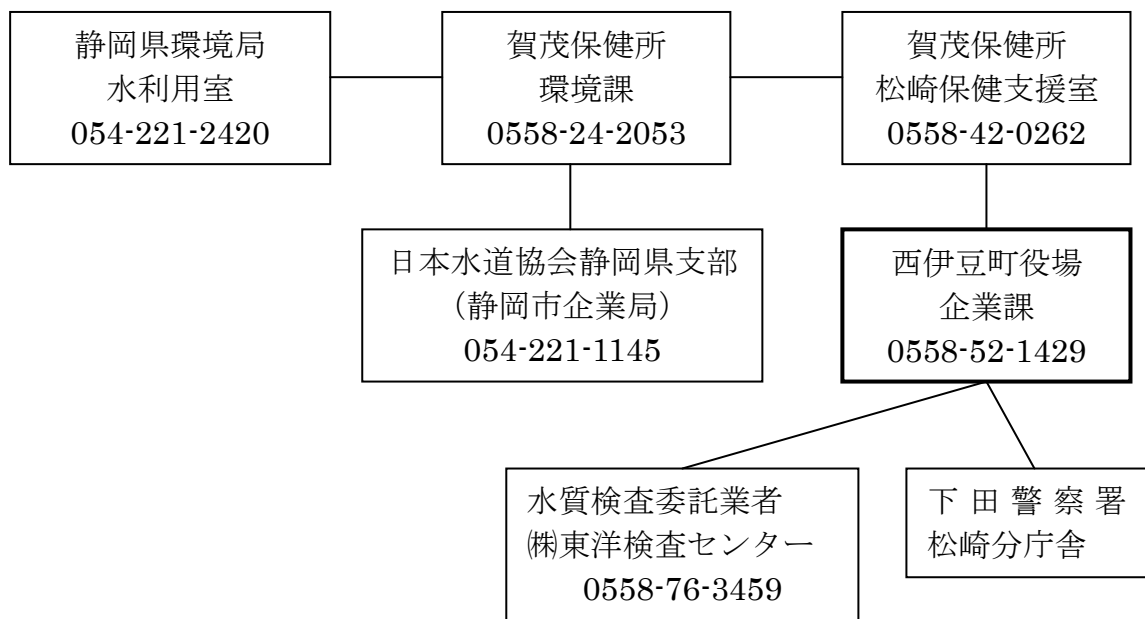 静岡県環境局
水利用室
054-221-2420
賀茂保健所
環境課
0558-24-2053
賀茂保健所
松崎保健支援室
0558-42-0262
日本水道協会静岡県支部
（静岡市企業局）
054-221-1145
西伊豆町役場
企業課
0558-52-1429
水質検査委託業者
㈱東洋検査センター
0558-76-3459
下田警察署
松崎分庁舎